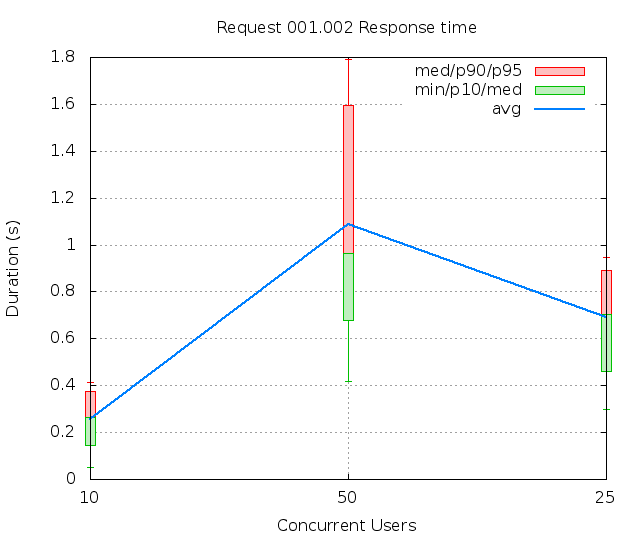 Request 001.002 Response time
med/p90/p95
min/p10/med
avg
1.8
1.6
1.4
1.2
1
0.8
0.6
0.4
0.2
0
Duration (s)
10 50 25
Concurrent Users